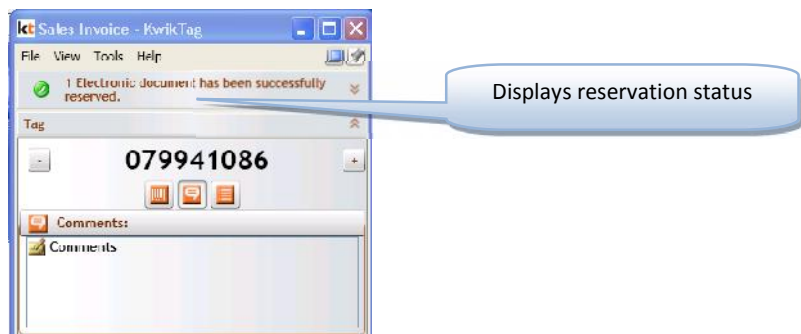 kt Sales Invoice - KwikTag
File View Tools Help
1 Electronic document has been successfully
reserved.
Displays reservation status
Tag
- 079941086 +
Comments:
Comments